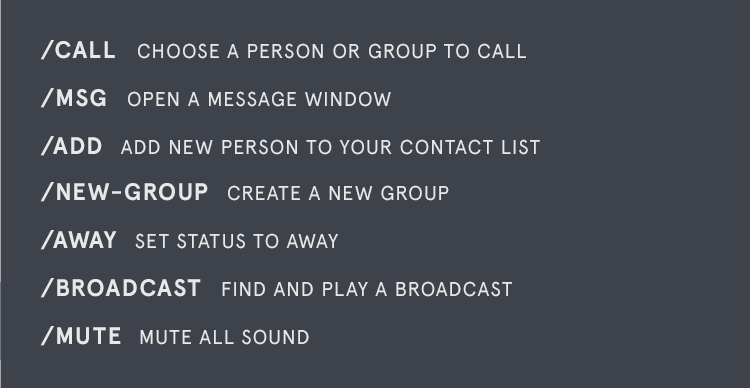 /CALL CHOOSE A PERSON OR GROUP TO CALL
/MSG OPEN A MESSAGE WINDOW
/ADD ADD NEW PERSON TO YOUR CONTACT LIST
/NEW-GROUP CREATE A NEW GROUP
/AWAY SET STATUS TO AWAY
/BROADCAST FIND AND PLAY A BROADCAST
/MUTE MUTE ALL SOUND